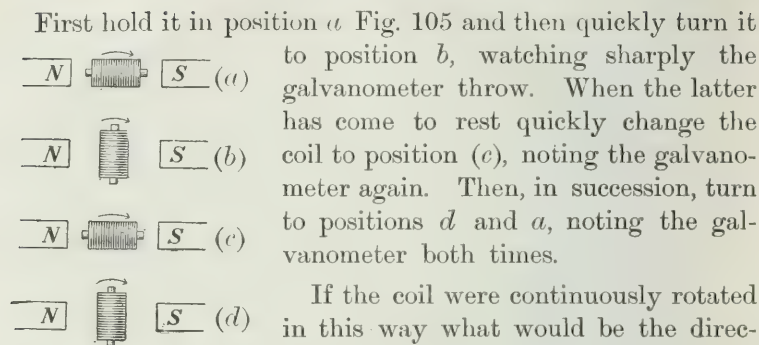 First hold it in position a Fig. 105 and then quickly turn it
to position b, watching sharply the
galvanometer throw. When the latter
has come to rest quickly change the
coil to position (c), noting the galvano-
meter again. Then, in succession, turn
to positions d and a, noting the gal-
vanometer both times.
If the coil were continuously rotated
in this way what would be the direc-
N S (a)
N S (b)
N S (c)
N S (d)